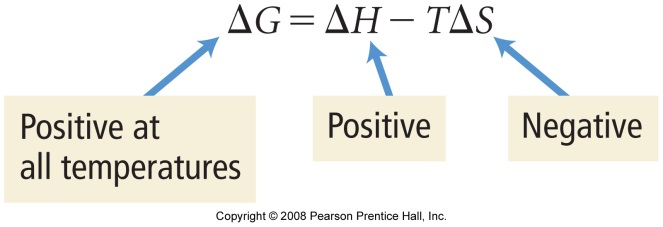 ΔG = ΔH − TΔS
Positive at
all temperatures
Positive
Negative
Copyright © 2008 Pearson Prentice Hall, Inc.